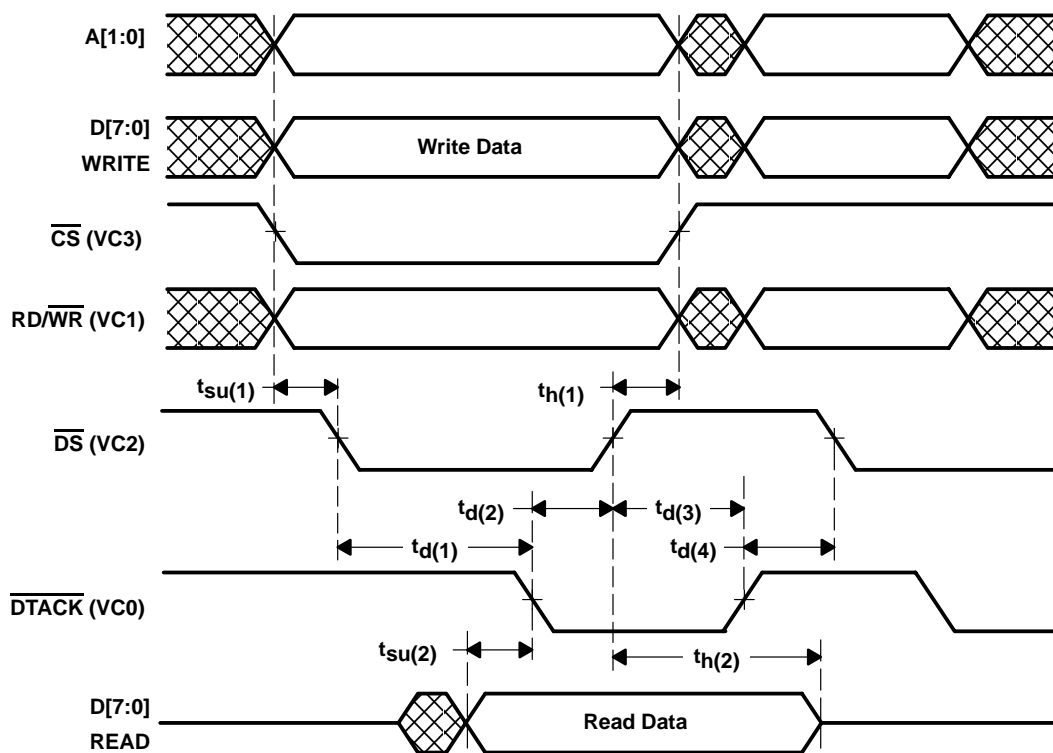 A[1:0]
D[7:0]
WRITE
Write Data
CS (VC3)
RD/WR (VC1)
tsu(1)
th(1)
DS (VC2)
td(2)
td(3)
td(1)
td(4)
DTACK (VC0)
tsu(2)
th(2)
D[7:0]
READ
Read Data